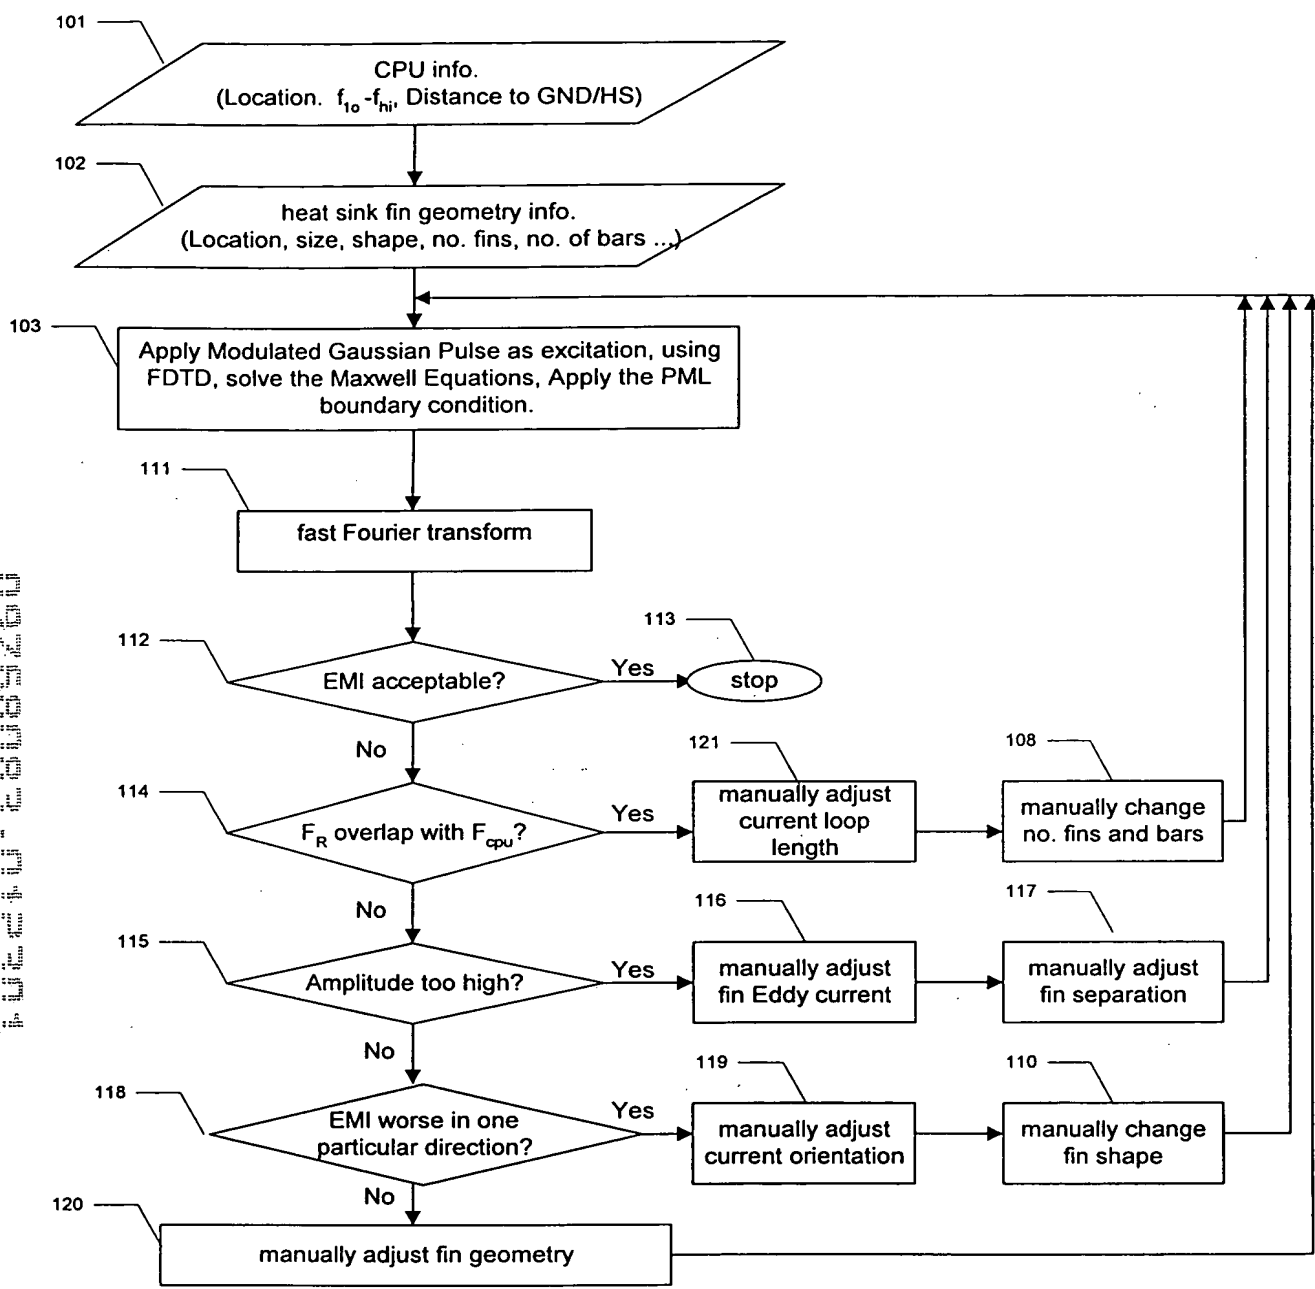 101
CPU info.
(Location. f1o -fhi, Distance to GND/HS)
102
heat sink fin geometry info.
(Location, size, shape, no. fins, no. of bars ...)
103
Apply Modulated Gaussian Pulse as excitation, using
FDTD, solve the Maxwell Equations, Apply the PML
boundary condition.
111
fast Fourier transform
112
EMI acceptable?
Yes
113
stop
No
114
FR overlap with Fcpu?
Yes
121
manually adjust
current loop
length
108
manually change
no. fins and bars
No
115
Amplitude too high?
Yes
116
manually adjust
fin Eddy current
117
manually adjust
fin separation
No
118
EMI worse in one
particular direction?
Yes
119
manually adjust
current orientation
110
manually change
fin shape
No
120
manually adjust fin geometry